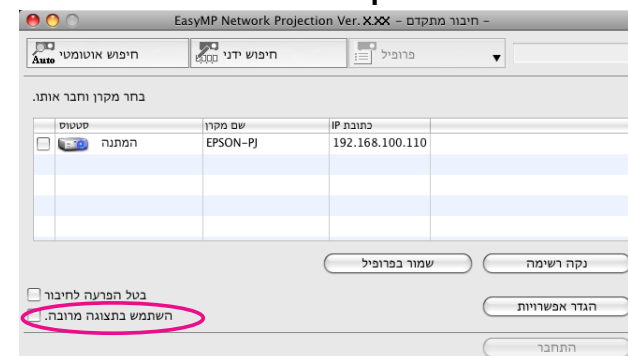 EasyMP Network Projection Ver. X.XX – חיבור מתקדם –
Auto חיפוש אוטומטי חיפוש ידני פרופיל
בחר מקרן וחבר אותו.
סטטוס שם מקרן כתובת IP
המתנה EPSON-PJ 192.168.100.110
שמור בפרופיל נקה רשימה
בטל הפרעה לחיבור
השתמש בתצוגה מרובה.
הגדר אפשרויות
התחבר